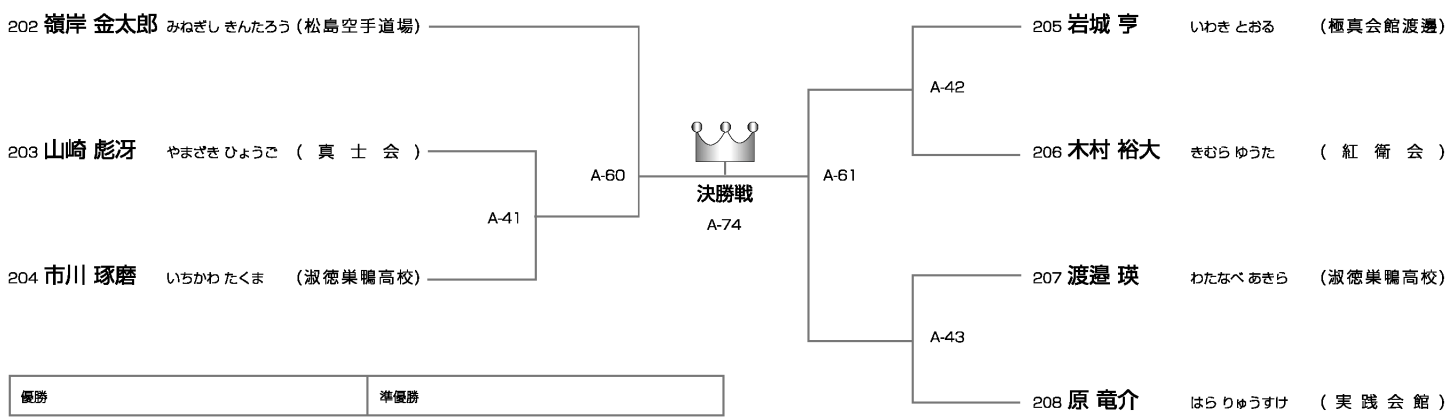 202 嶺岸 金太郎 みねぎし きんたろう (松島空手道場)
203 山崎 彪冴 やまざき ひょうご ( 真 士 会 )
204 市川 琢磨 いちかわ たくま (淑徳巣鴨高校)
A-41
A-60
決勝戦
A-74
A-61
A-42
A-43
205 岩城 亨 いわき とおる (極真会館渡邊)
206 木村 裕大 きむら ゆうた ( 紅 衛 会 )
207 渡邉 瑛 わたなべ あきら (淑徳巣鴨高校)
208 原 竜介 はら りゅうすけ ( 実 践 会 館 )
優勝
準優勝